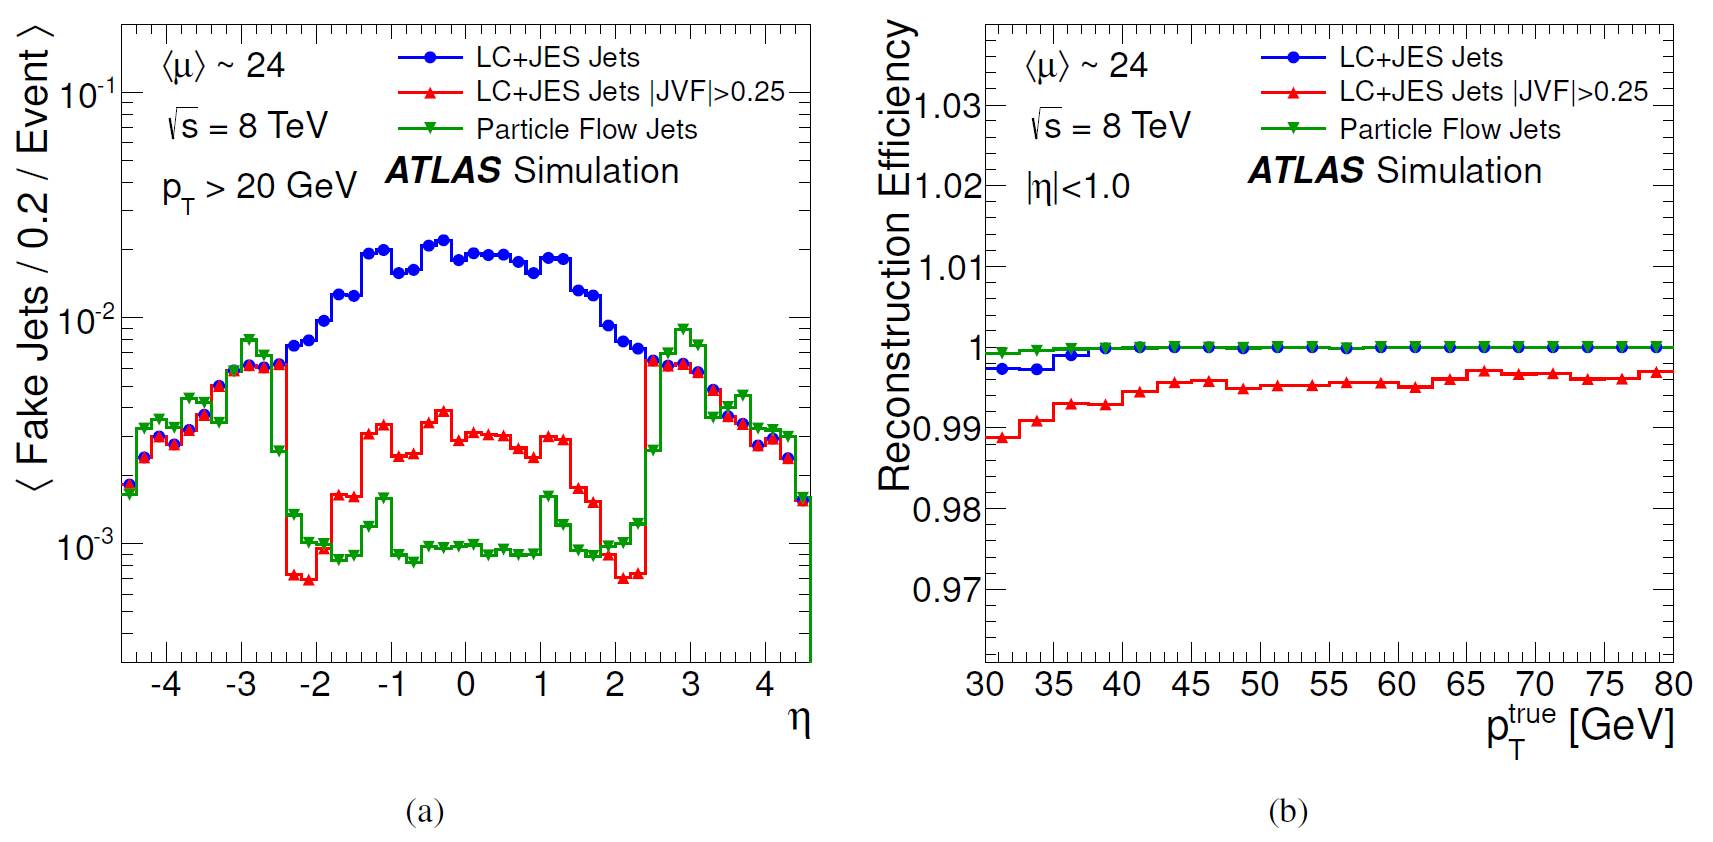 ⟨ Fake Jets / 0.2 / Event ⟩
⟨μ⟩ ~ 24
√s = 8 TeV
p_T > 20 GeV
LC+JES Jets
LC+JES Jets |JVF|>0.25
Particle Flow Jets
ATLAS Simulation
10^-1
10^-2
10^-3
-4 -3 -2 -1 0 1 2 3 4
η
(a)
Reconstruction Efficiency
⟨μ⟩ ~ 24
√s = 8 TeV
|η|<1.0
LC+JES Jets
LC+JES Jets |JVF|>0.25
Particle Flow Jets
ATLAS Simulation
1.03
1.02
1.01
1
0.99
0.98
0.97
30 35 40 45 50 55 60 65 70 75 80
p_T^true [GeV]
(b)